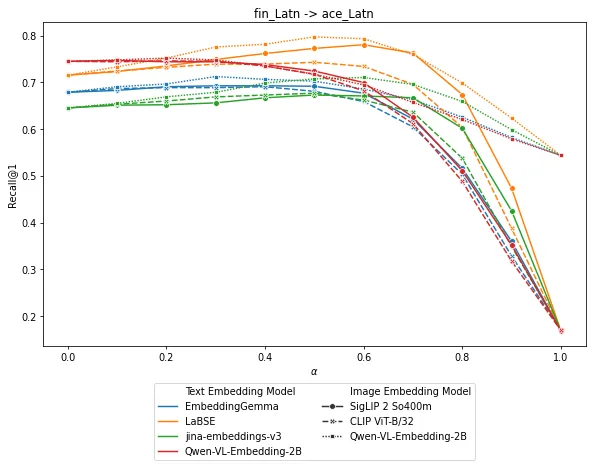 fin_Latn -> ace_Latn
Recall@1
0.8
0.7
0.6
0.5
0.4
0.3
0.2
0.0
0.2
0.4
0.6
0.8
1.0
α
Text Embedding Model
EmbeddingGemma
LaBSE
jina-embeddings-v3
Qwen-VL-Embedding-2B
Image Embedding Model
SigLIP 2 So400m
CLIP ViT-B/32
Qwen-VL-Embedding-2B